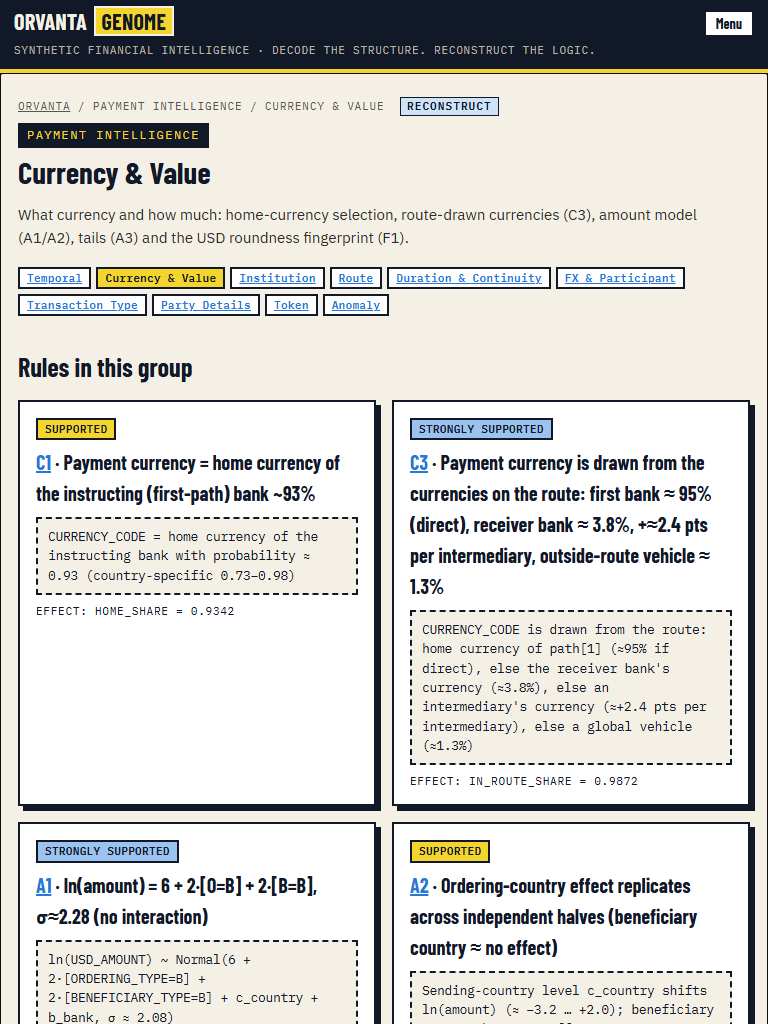 ORVANTA GENOME
Menu
SYNTHETIC FINANCIAL INTELLIGENCE · DECODE THE STRUCTURE. RECONSTRUCT THE LOGIC.
ORVANTA / PAYMENT INTELLIGENCE / CURRENCY & VALUE RECONSTRUCT
PAYMENT INTELLIGENCE
Currency & Value
What currency and how much: home-currency selection, route-drawn currencies (C3), amount model
(A1/A2), tails (A3) and the USD roundness fingerprint (F1).
Temporal Currency & Value Institution Route Duration & Continuity FX & Participant
Transaction Type Party Details Token Anomaly
Rules in this group
SUPPORTED
C1 · Payment currency = home currency of
the instructing (first-path) bank ~93%
CURRENCY_CODE = home currency of the
instructing bank with probability ≈
0.93 (country-specific 0.73–0.98)
EFFECT: HOME_SHARE = 0.9342
STRONGLY SUPPORTED
C3 · Payment currency is drawn from the
currencies on the route: first bank ≈ 95%
(direct), receiver bank ≈ 3.8%, +≈2.4 pts
per intermediary, outside-route vehicle ≈
1.3%
CURRENCY_CODE is drawn from the route:
home currency of path[1] (≈95% if
direct), else the receiver bank's
currency (≈3.8%), else an
intermediary's currency (≈+2.4 pts per
intermediary), else a global vehicle
(≈1.3%)
EFFECT: IN_ROUTE_SHARE = 0.9872
STRONGLY SUPPORTED
A1 · ln(amount) = 6 + 2·[O=B] + 2·[B=B],
σ≈2.28 (no interaction)
ln(USD_AMOUNT) ~ Normal(6 +
2·[ORDERING_TYPE=B] +
2·[BENEFICIARY_TYPE=B] + c_country +
b_bank, σ ≈ 2.08)
SUPPORTED
A2 · Ordering-country effect replicates
across independent halves (beneficiary
country ≈ no effect)
Sending-country level c_country shifts
ln(amount) (≈ −3.2 … +2.0); beneficiary